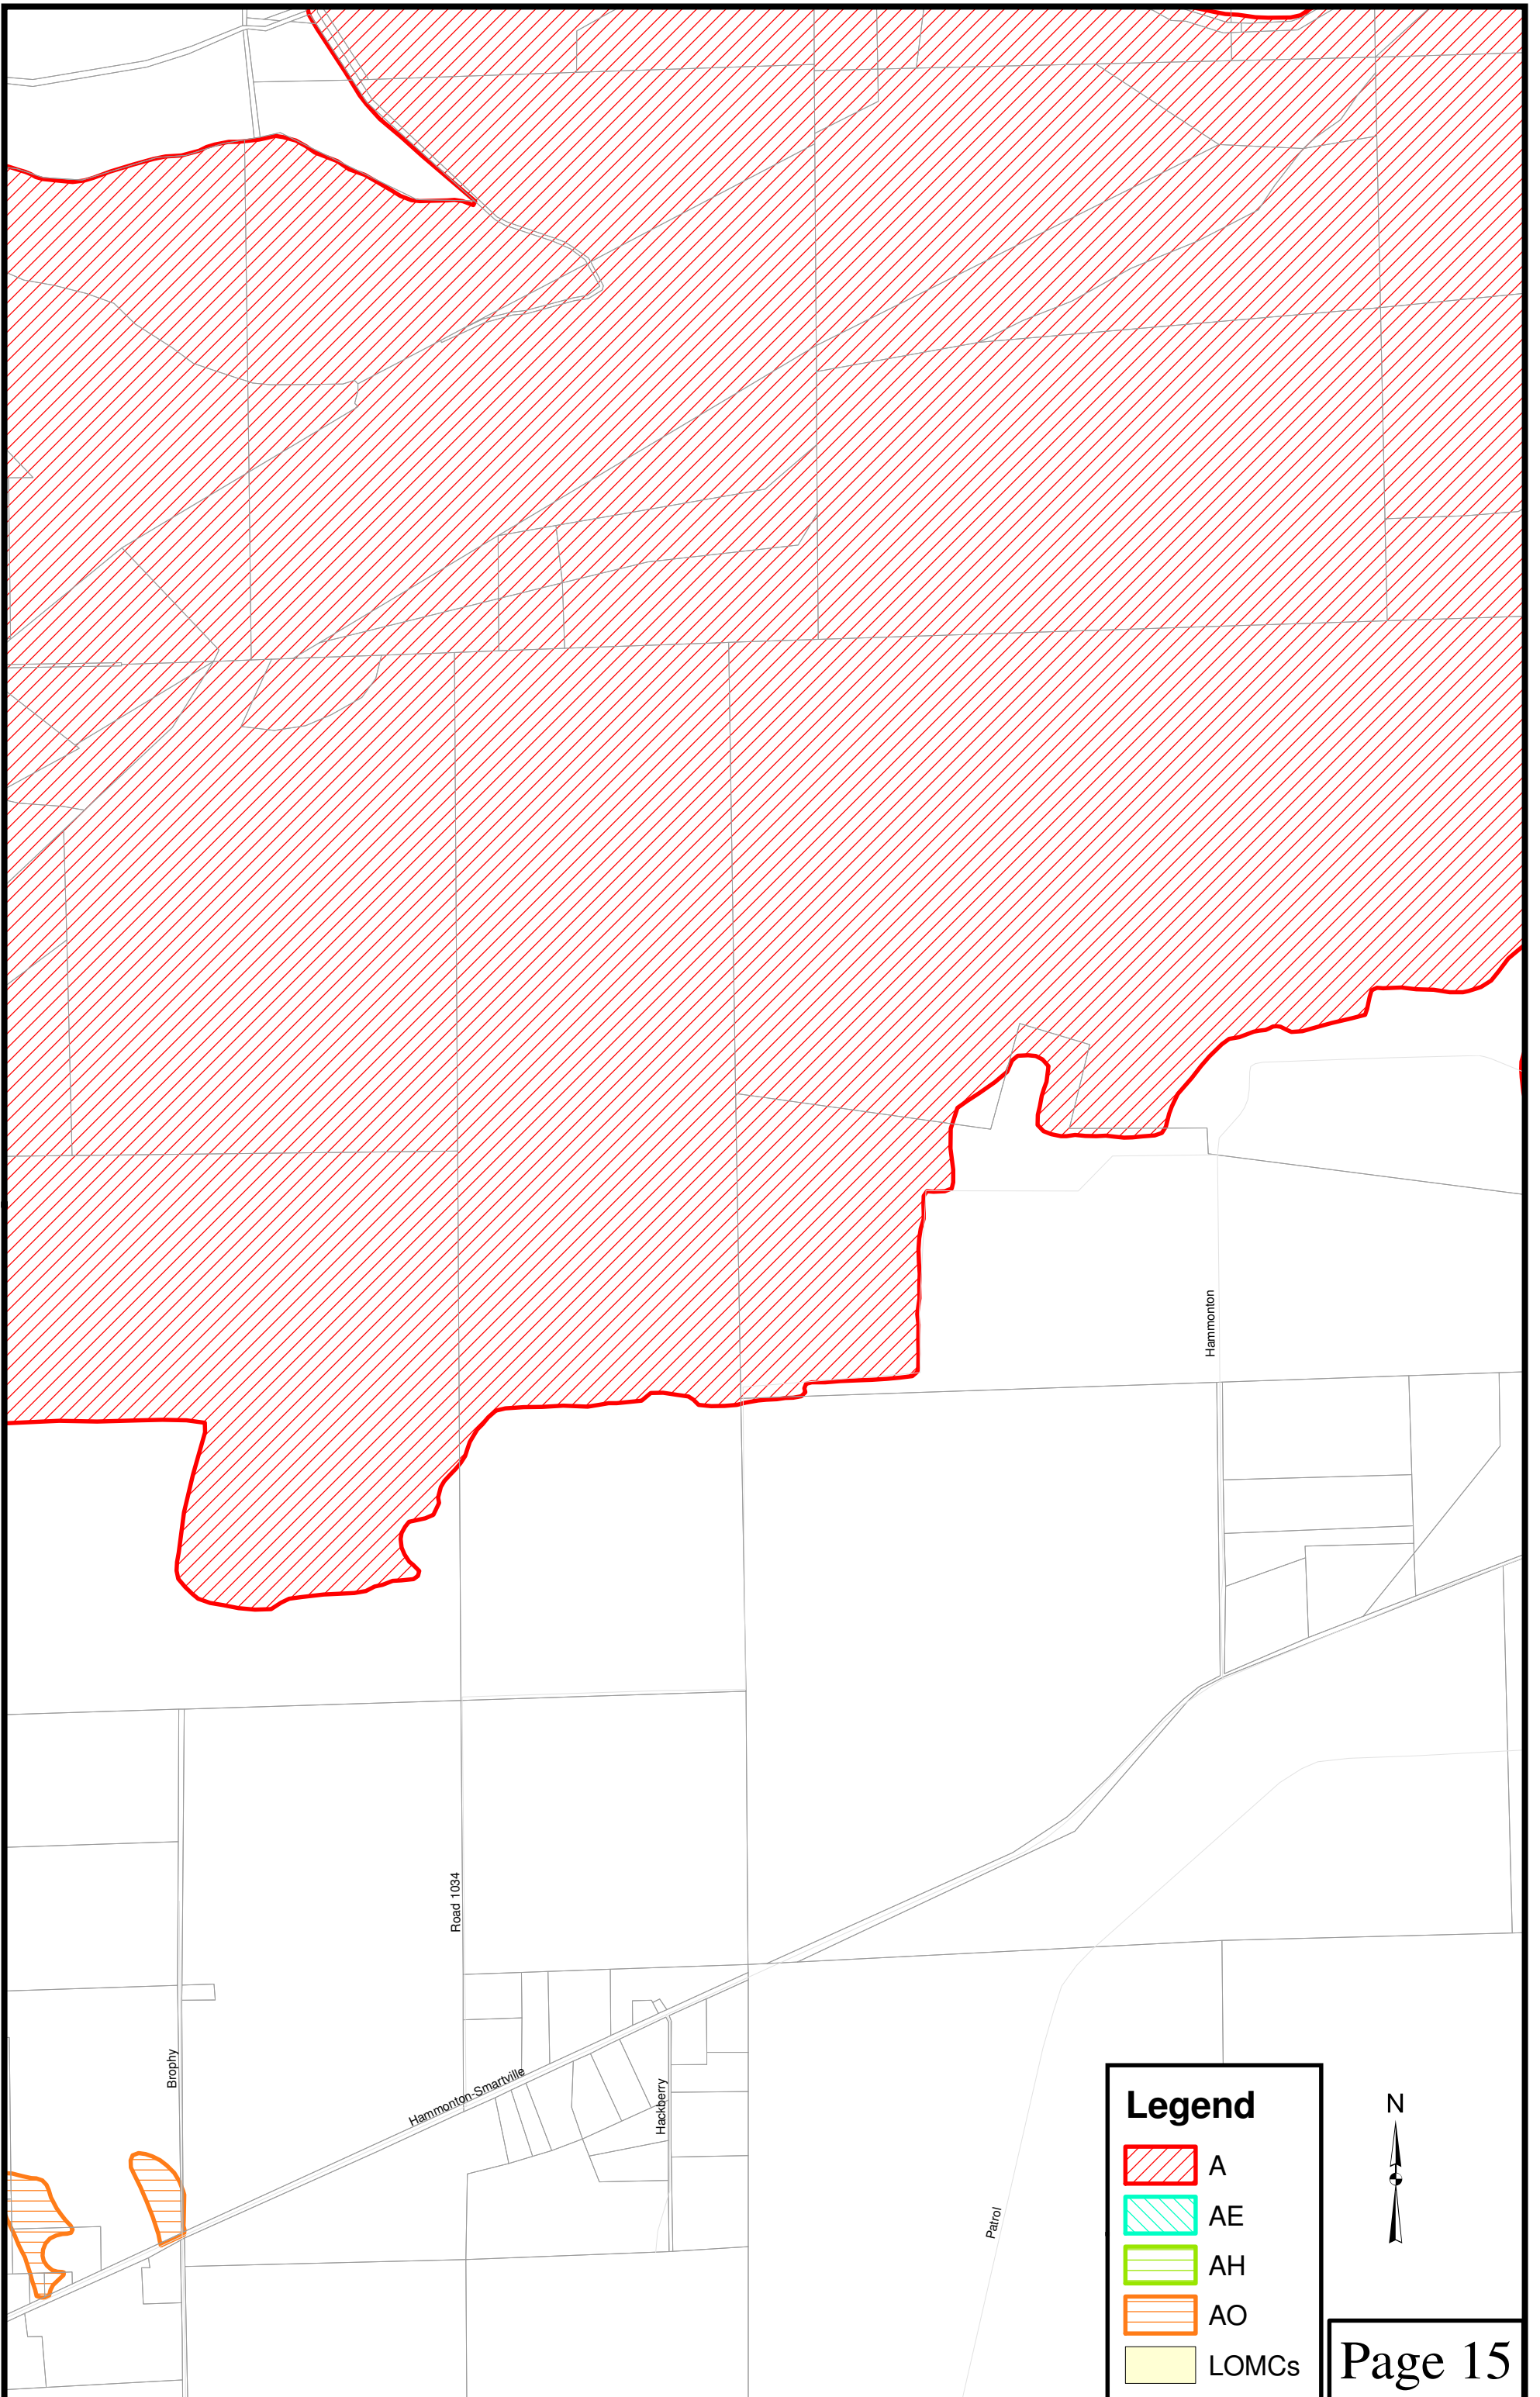 Hammonton
Road 1034
Brophy
Hammonton-Smartville
Hackberry
Patrol
Legend
A
AE
AH
AO
LOMCs
N
Page 15